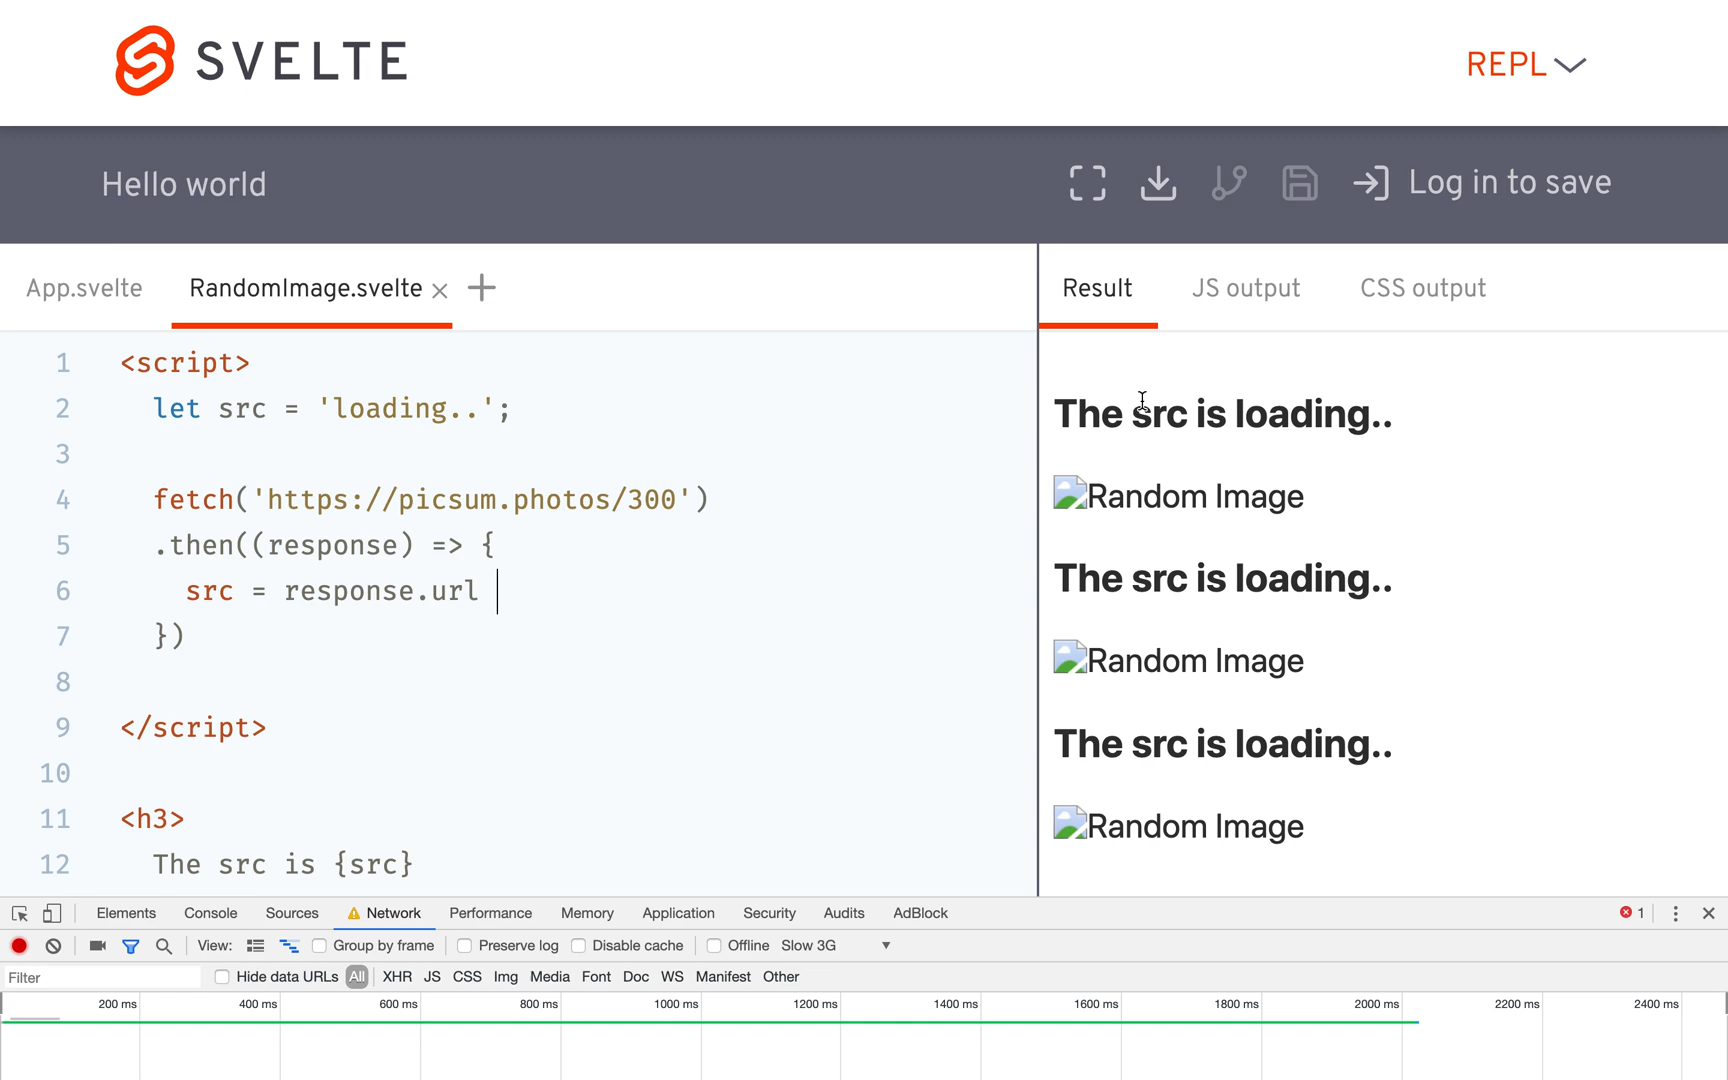 SVELTE
REPL
Hello world
Log in to save
App.svelte
RandomImage.svelte
Result
JS output
CSS output
1 <script>
2 let src = 'loading..';
3
4 fetch('https://picsum.photos/300')
5 .then((response) => {
6 src = response.url
7 })
8
9 </script>
10
11 <h3>
12 The src is {src}
The src is loading..
Random Image
The src is loading..
Random Image
The src is loading..
Random Image
Elements Console Sources Network Performance Memory Application Security Audits AdBlock 1
View: Group by frame Preserve log Disable cache Offline Slow 3G
Filter Hide data URLs All XHR JS CSS Img Media Font Doc WS Manifest Other
200 ms 400 ms 600 ms 800 ms 1000 ms 1200 ms 1400 ms 1600 ms 1800 ms 2000 ms 2200 ms 2400 ms